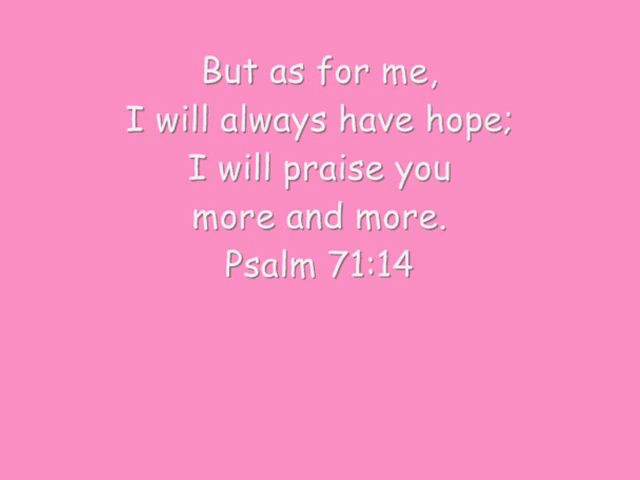 But as for me,
I will always have hope;
I will praise you
more and more.
Psalm 71:14